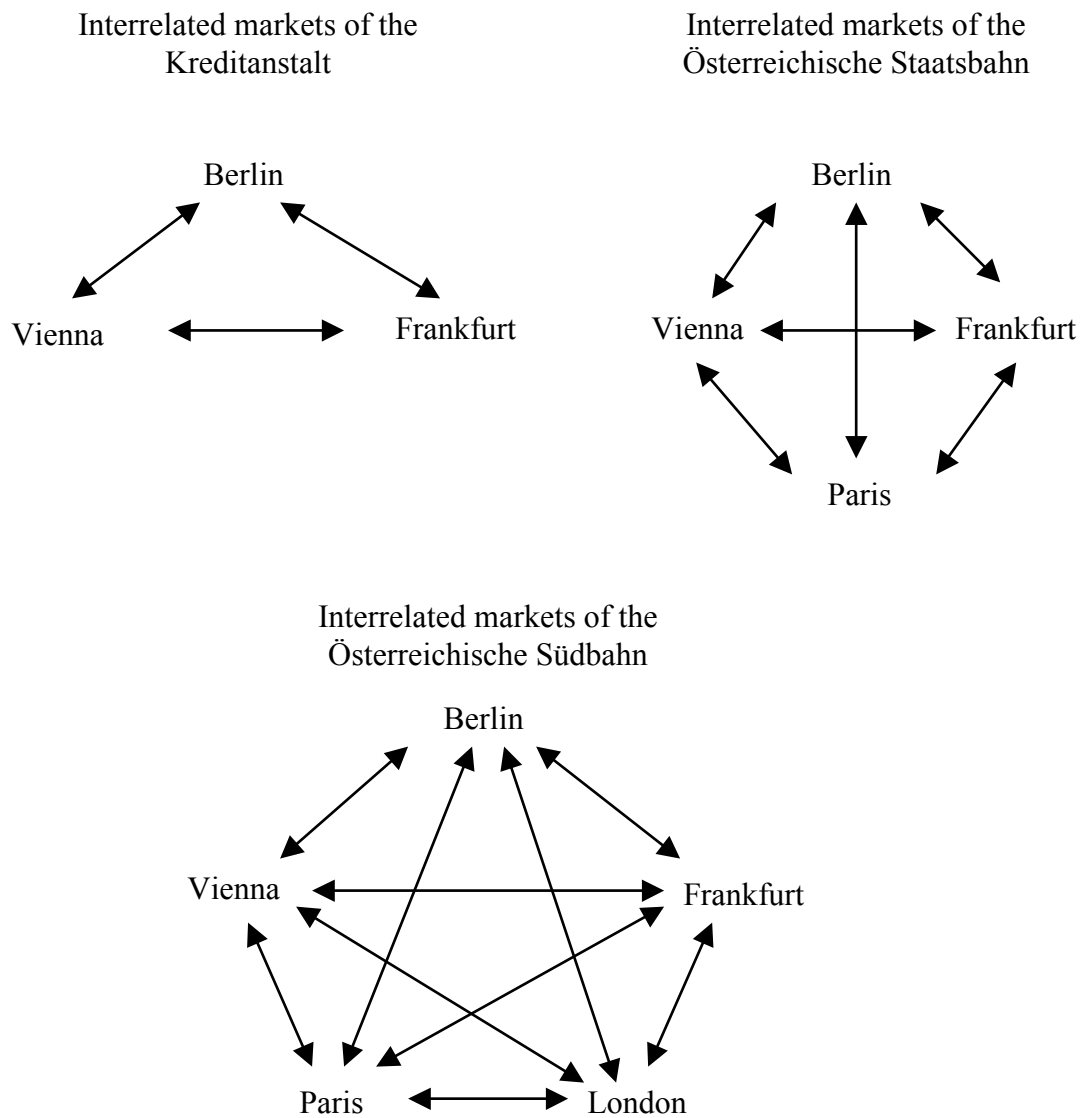 Interrelated markets of the
Kreditanstalt
Berlin
Vienna
Frankfurt
Interrelated markets of the
Österreichische Staatsbahn
Berlin
Vienna
Frankfurt
Paris
Interrelated markets of the
Österreichische Südbahn
Berlin
Vienna
Frankfurt
Paris
London